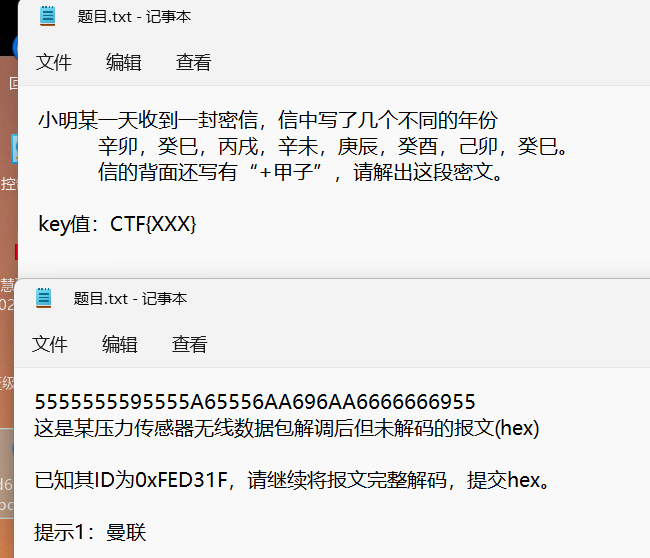 题目.txt - 记事本
文件 编辑 查看
小明某一天收到一封密信，信中写了几个不同的年份
辛卯，癸巳，丙戌，辛未，庚辰，癸酉，己卯，癸巳。
信的背面还写有“+甲子”，请解出这段密文。
key值：CTF{XXX}
题目.txt - 记事本
文件 编辑 查看
5555555595555A65556AA696AA6666666955
这是某压力传感器无线数据包解调后但未解码的报文(hex)
已知其ID为0xFED31F，请继续将报文完整解码，提交hex。
提示1：曼联